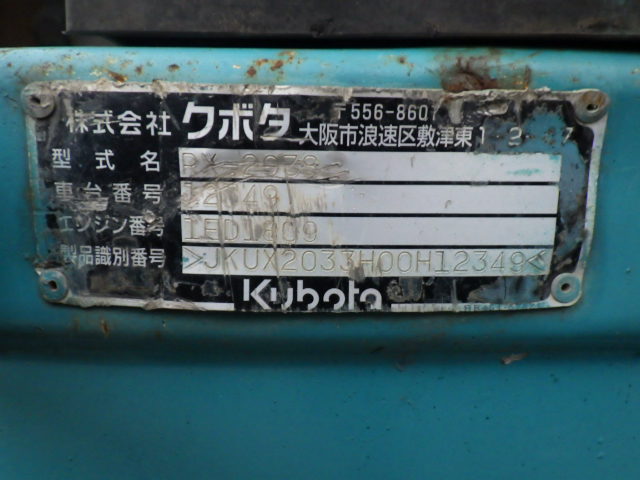 〒556-8601
株式会社 クボタ 大阪市浪速区敷津東1
型式名
車台番号
エンジン番号 1ED1809
製品識別番号 >JKUX2033H00H12349<
Kubota